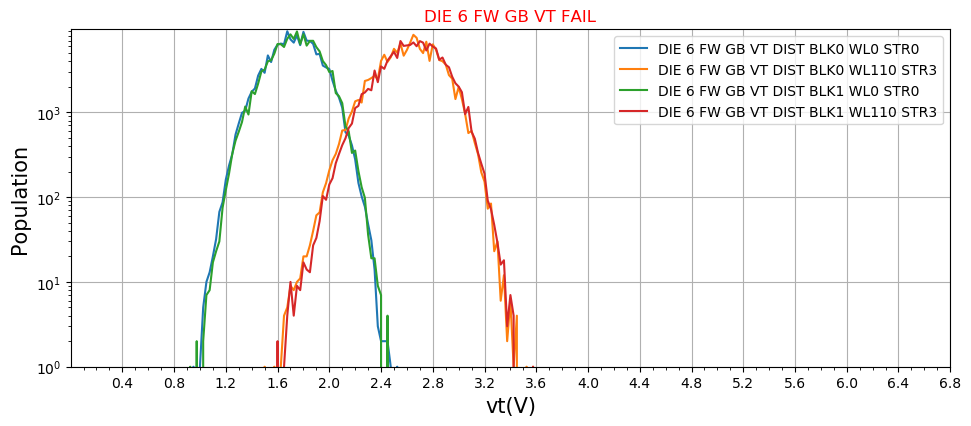 DIE 6 FW GB VT FAIL
DIE 6 FW GB VT DIST BLK0 WL0 STR0
DIE 6 FW GB VT DIST BLK0 WL110 STR3
DIE 6 FW GB VT DIST BLK1 WL0 STR0
DIE 6 FW GB VT DIST BLK1 WL110 STR3
Population
10³
10²
10¹
10⁰
0.4 0.8 1.2 1.6 2.0 2.4 2.8 3.2 3.6 4.0 4.4 4.8 5.2 5.6 6.0 6.4 6.8
vt(V)